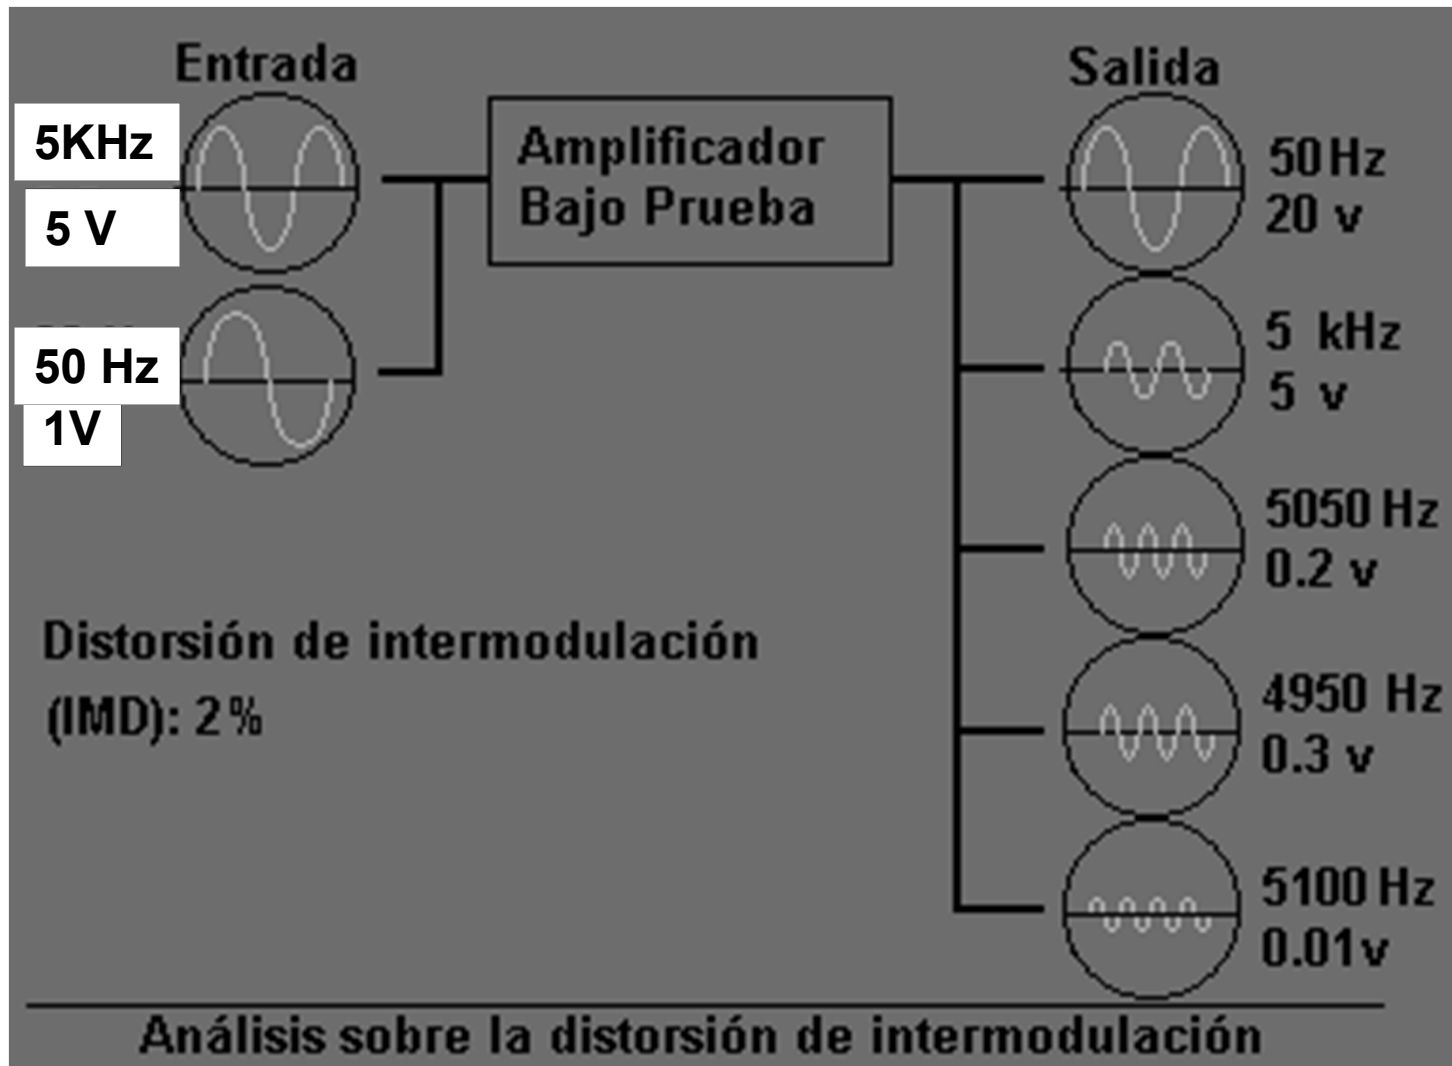 Entrada
5KHz
5 V
50 Hz
1V
Amplificador
Bajo Prueba
Salida
50 Hz
20 v
5 kHz
5 v
5050 Hz
0.2 v
4950 Hz
0.3 v
5100 Hz
0.01 v
Distorsión de intermodulación
(IMD): 2%
Análisis sobre la distorsión de intermodulación